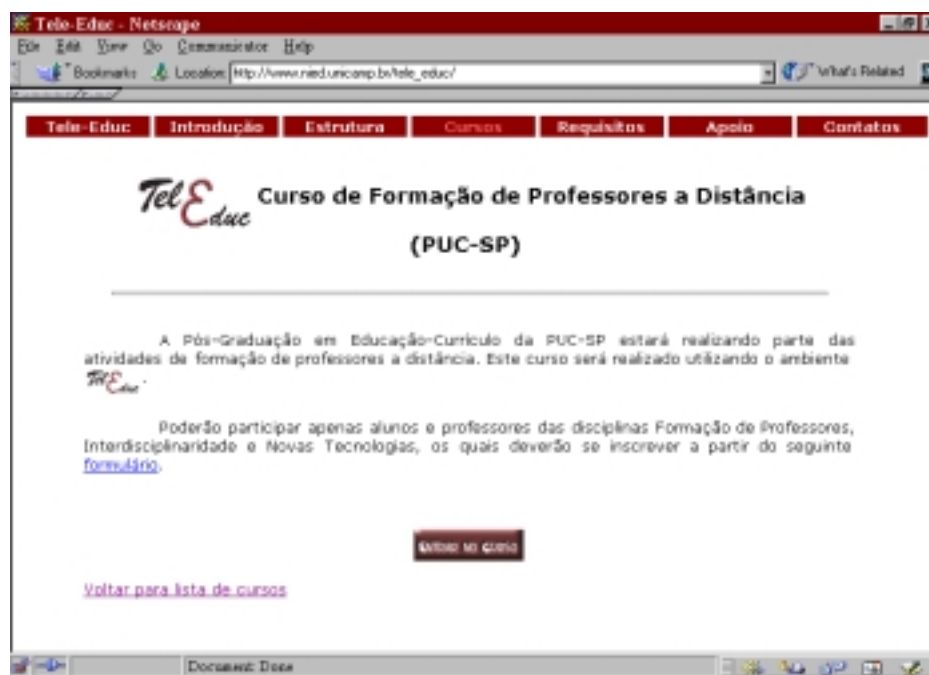 Tele-Educ - Netscape
File Edit View Go Communicator Help
Bookmarks Location: http://www.nied.unicamp.br/tele_educ/ What's Related
Tele-Educ Introdução Estrutura Cursos Requisitos Apoio Contatos
TelEduc Curso de Formação de Professores a Distância
(PUC-SP)
A Pós-Graduação em Educação-Currículo da PUC-SP estará realizando parte das
atividades de formação de professores a distância. Este curso será realizado utilizando o ambiente
TelEduc.
Poderão participar apenas alunos e professores das disciplinas Formação de Professores,
Interdisciplinaridade e Novas Tecnologias, os quais deverão se inscrever a partir do seguinte
formulário.
Entrar no curso
Voltar para lista de cursos
Document: Done